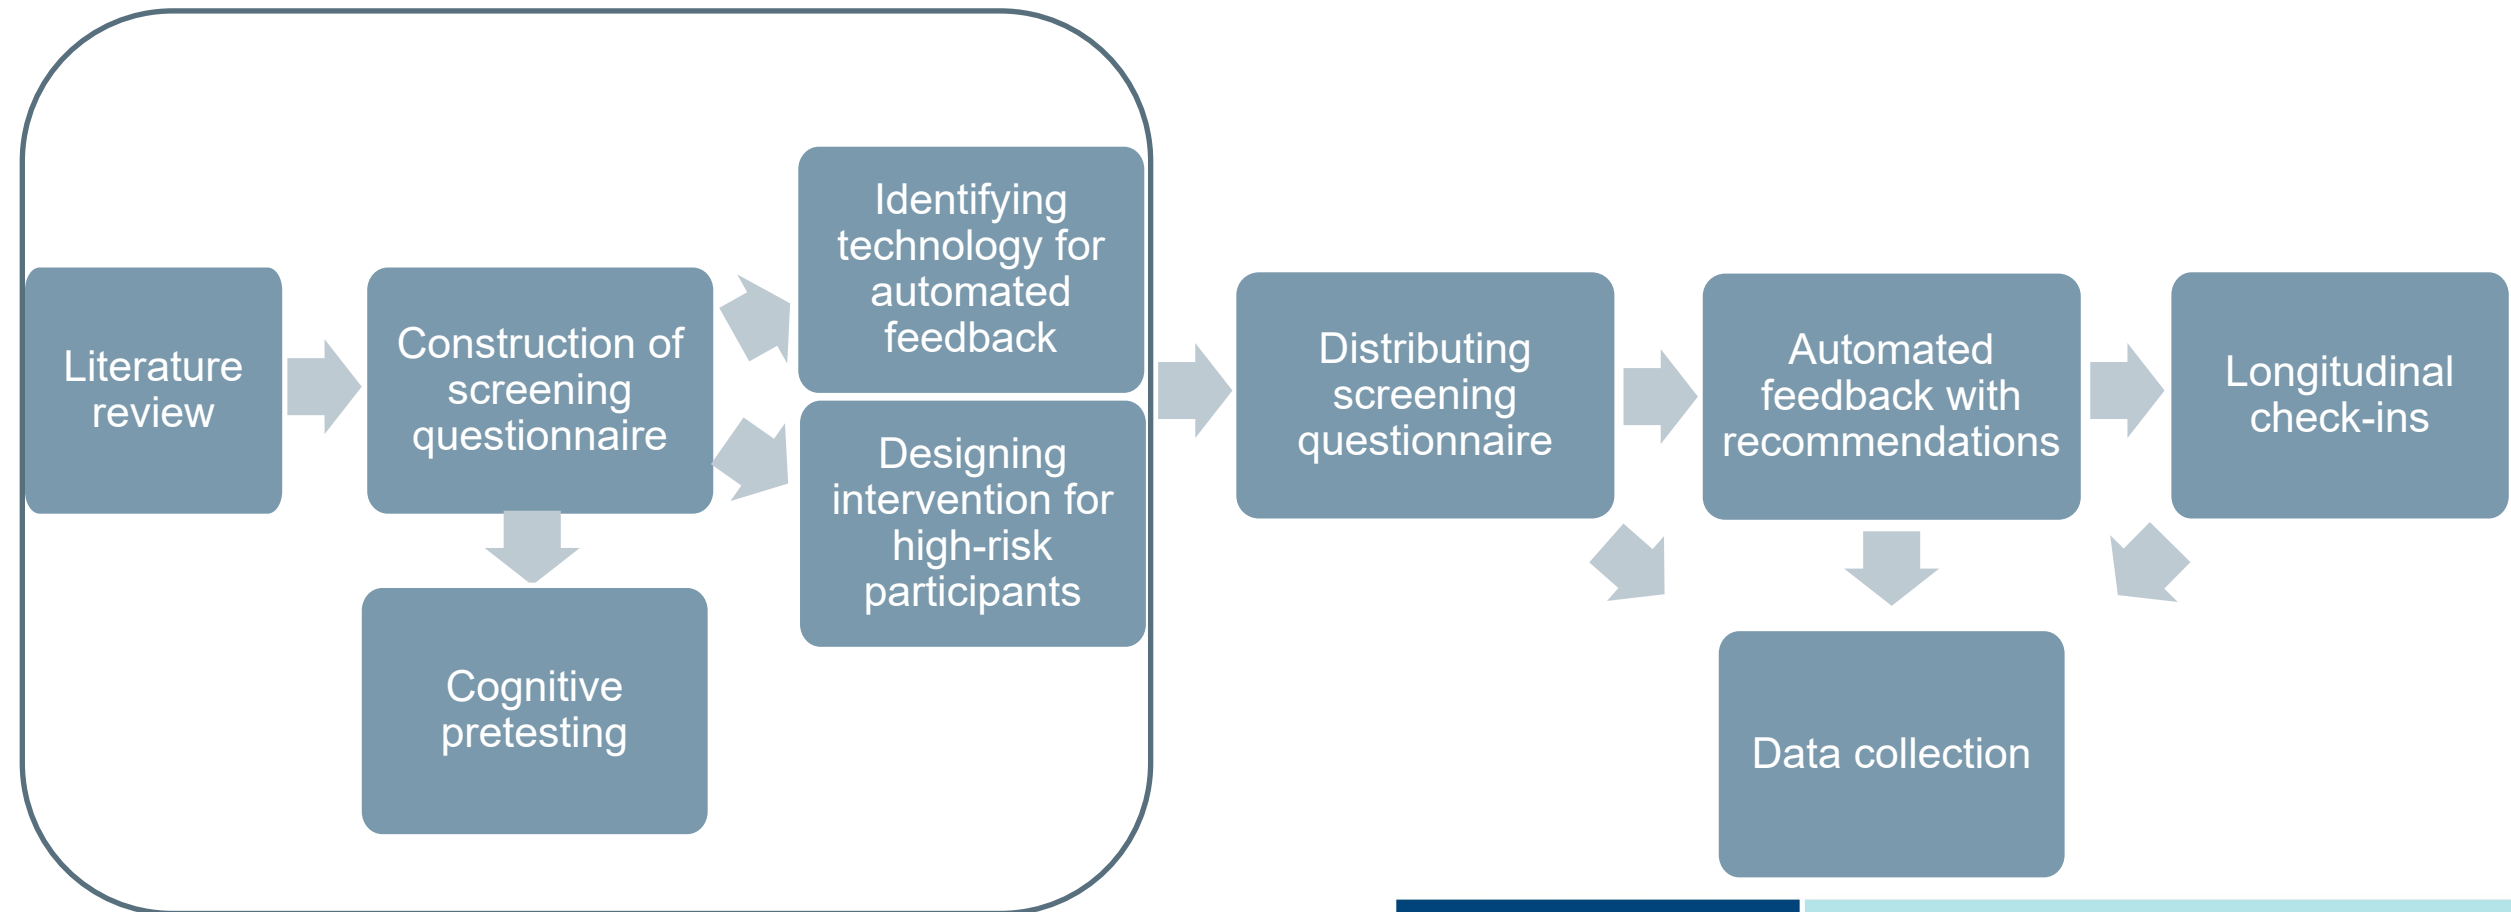 Literature
review
Construction of
screening
questionnaire
Cognitive
pretesting
Identifying
technology for
automated
feedback
Designing
intervention for
high-risk
participants
Distributing
screening
questionnaire
Automated
feedback with
recommendations
Longitudinal
check-ins
Data collection